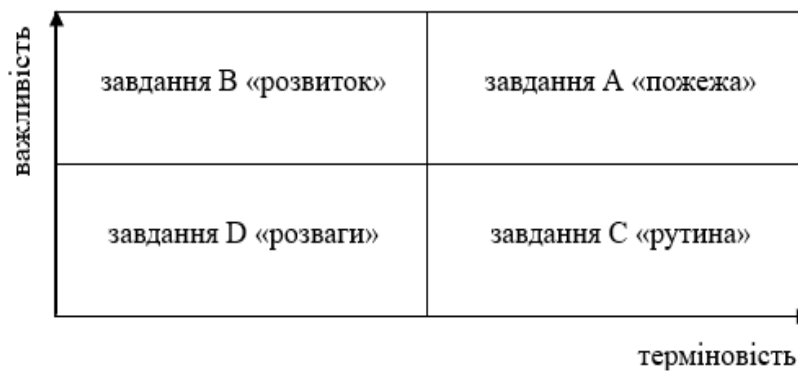 важливість
завдання В «розвиток»
завдання А «пожежа»
завдання D «розваги»
завдання С «рутина»
терміновість